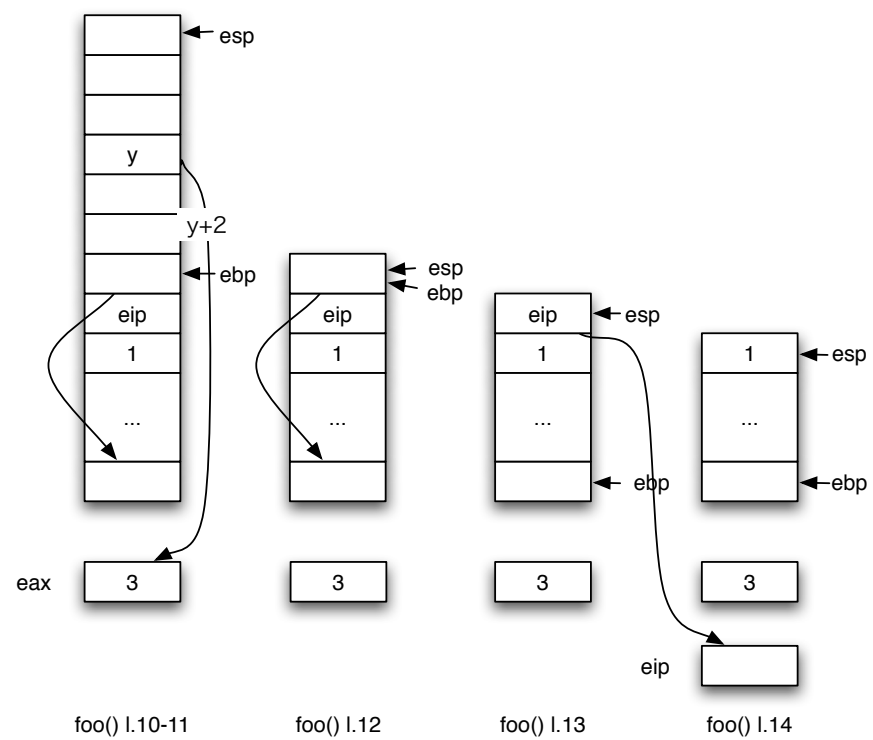 esp
y
y+2
ebp
eip
1
...
eax
3
foo() l.10-11
esp
ebp
eip
1
...
3
foo() l.12
eip
esp
1
...
ebp
3
foo() l.13
1
esp
...
ebp
3
eip
foo() l.14